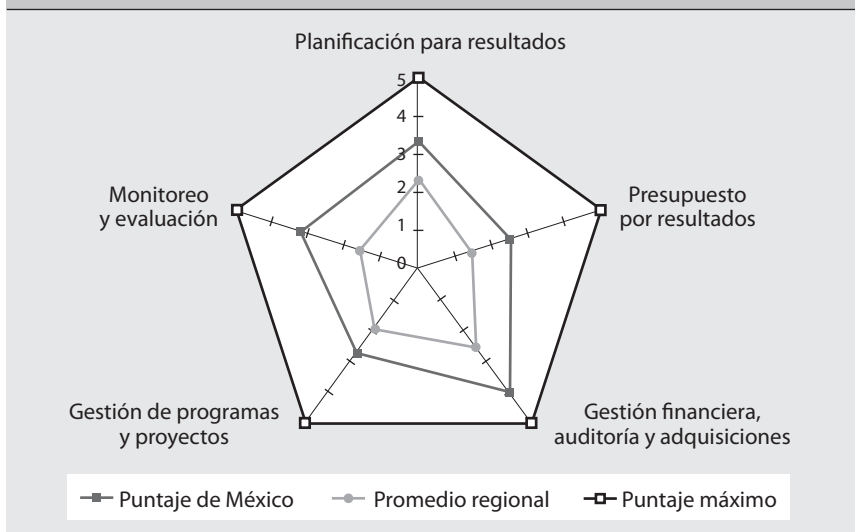 Planificación para resultados
5
4
3
2
1
0
Monitoreo
y evaluación
Presupuesto
por resultados
Gestión de programas
y proyectos
Gestión financiera,
auditoría y adquisiciones
Puntaje de México
Promedio regional
Puntaje máximo